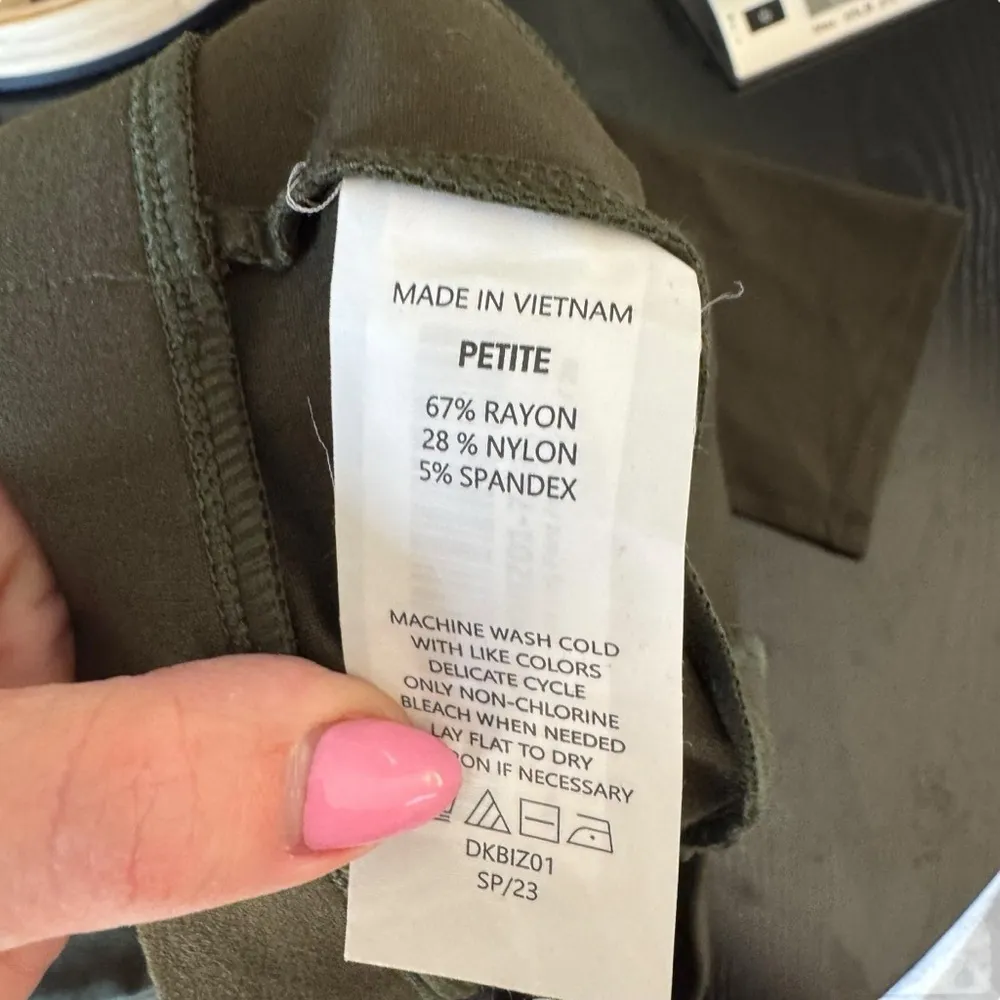 MADE IN VIETNAM
PETITE
67% RAYON
28 % NYLON
5% SPANDEX
MACHINE WASH COLD
WITH LIKE COLORS
DELICATE CYCLE
ONLY NON-CHLORINE
BLEACH WHEN NEEDED
LAY FLAT TO DRY
IF NECESSARY
DKBIZ01
SP/23